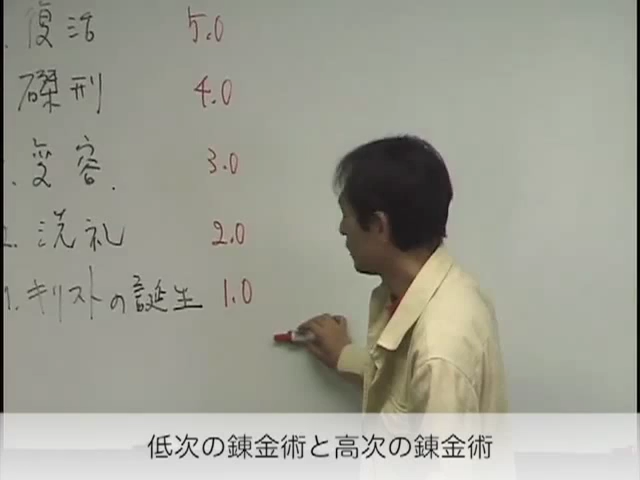 . 復活 5.0
磔刑 4.0
. 変容. 3.0
2. 洗礼 2.0
1. キリストの誕生 1.0
低次の錬金術と高次の錬金術